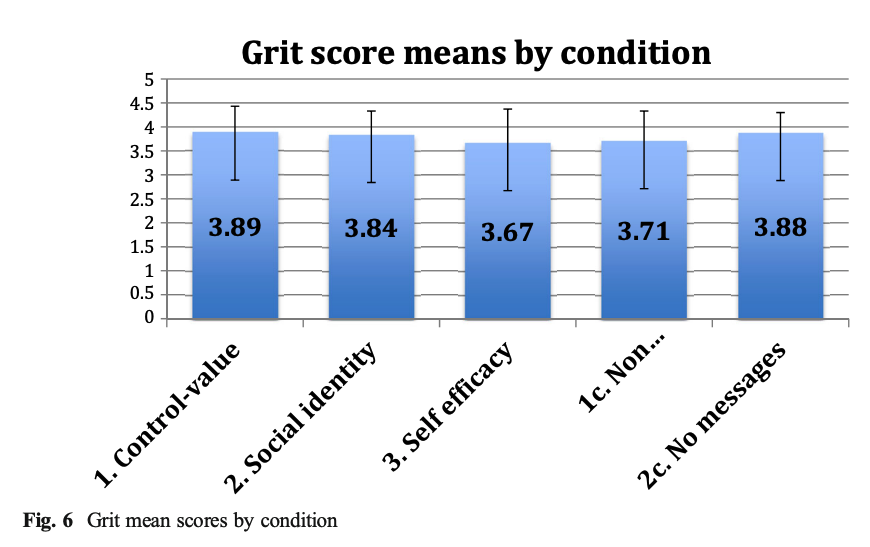 Grit score means by condition
5
4.5
4
3.5
3
2.5
2
1.5
1
0.5
0
3.89
3.84
3.67
3.71
3.88
1. Control-value
2. Social identity
3. Self efficacy
1c. Non...
2c. No messages
Fig. 6 Grit mean scores by condition